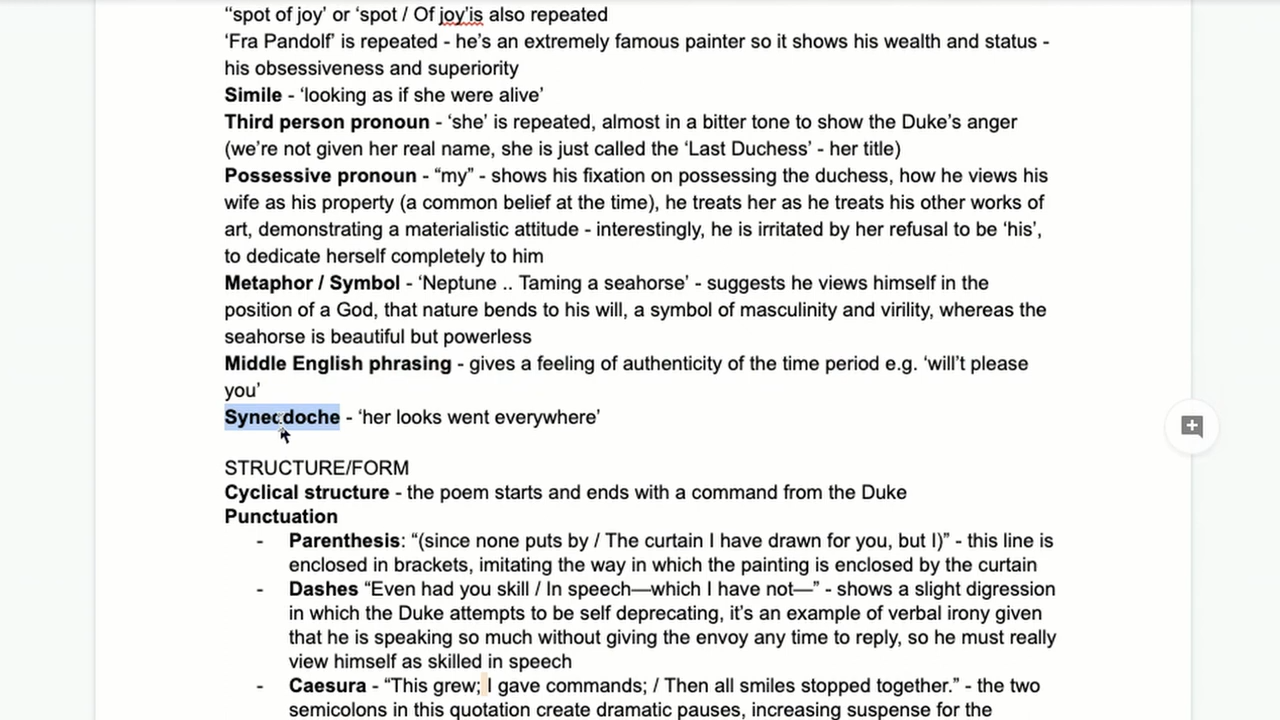 “spot of joy’ or ‘spot / Of joy’is also repeated
‘Fra Pandolf’ is repeated - he’s an extremely famous painter so it shows his wealth and status -
his obsessiveness and superiority
Simile - ‘looking as if she were alive’
Third person pronoun - ‘she’ is repeated, almost in a bitter tone to show the Duke’s anger
(we’re not given her real name, she is just called the ‘Last Duchess’ - her title)
Possessive pronoun - “my” - shows his fixation on possessing the duchess, how he views his
wife as his property (a common belief at the time), he treats her as he treats his other works of
art, demonstrating a materialistic attitude - interestingly, he is irritated by her refusal to be ‘his’,
to dedicate herself completely to him
Metaphor / Symbol - ‘Neptune .. Taming a seahorse’ - suggests he views himself in the
position of a God, that nature bends to his will, a symbol of masculinity and virility, whereas the
seahorse is beautiful but powerless
Middle English phrasing - gives a feeling of authenticity of the time period e.g. ‘will’t please
you’
Synecdoche - ‘her looks went everywhere’
STRUCTURE/FORM
Cyclical structure - the poem starts and ends with a command from the Duke
Punctuation
- Parenthesis: “(since none puts by / The curtain I have drawn for you, but I)” - this line is
enclosed in brackets, imitating the way in which the painting is enclosed by the curtain
- Dashes “Even had you skill / In speech—which I have not—” - shows a slight digression
in which the Duke attempts to be self deprecating, it’s an example of verbal irony given
that he is speaking so much without giving the envoy any time to reply, so he must really
view himself as skilled in speech
- Caesura - “This grew; I gave commands; / Then all smiles stopped together.” - the two
semicolons in this quotation create dramatic pauses, increasing suspense for the